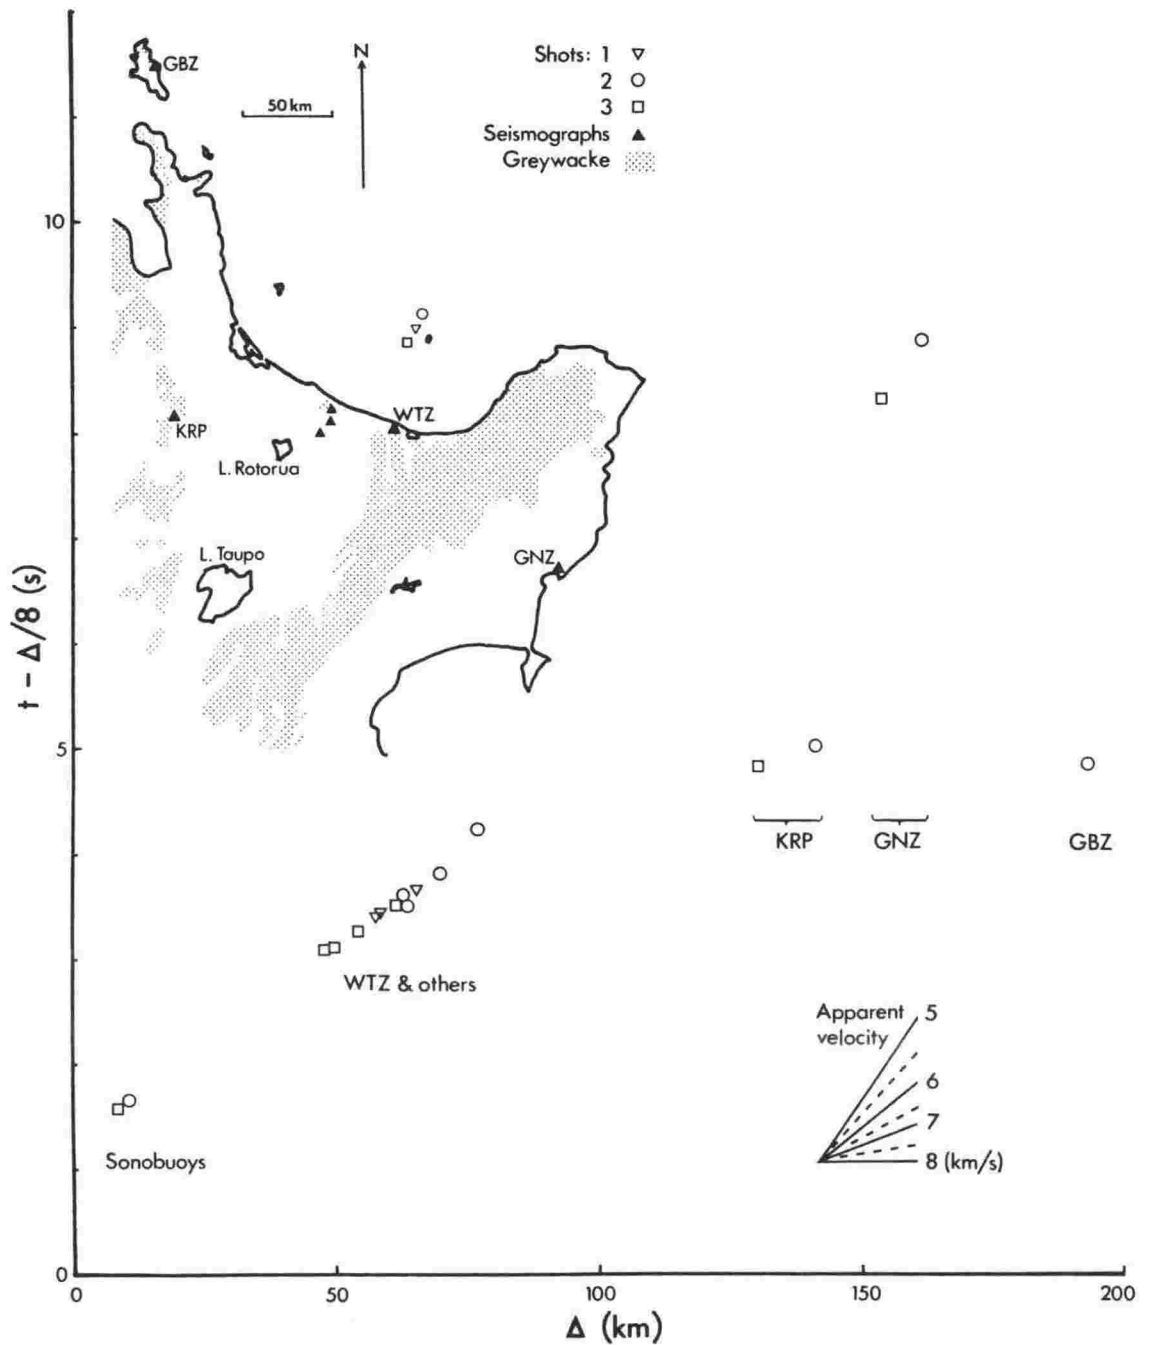 GBZ
N
50 km
Shots: 1
2
3
Seismographs
Greywacke
10
KRP
WTZ
L. Rotorua
L. Taupo
GNZ
t – Δ/8 (s)
5
KRP
GNZ
GBZ
WTZ & others
Apparent
velocity
5
6
7
8 (km/s)
Sonobuoys
0
0
50
100
150
200
Δ (km)